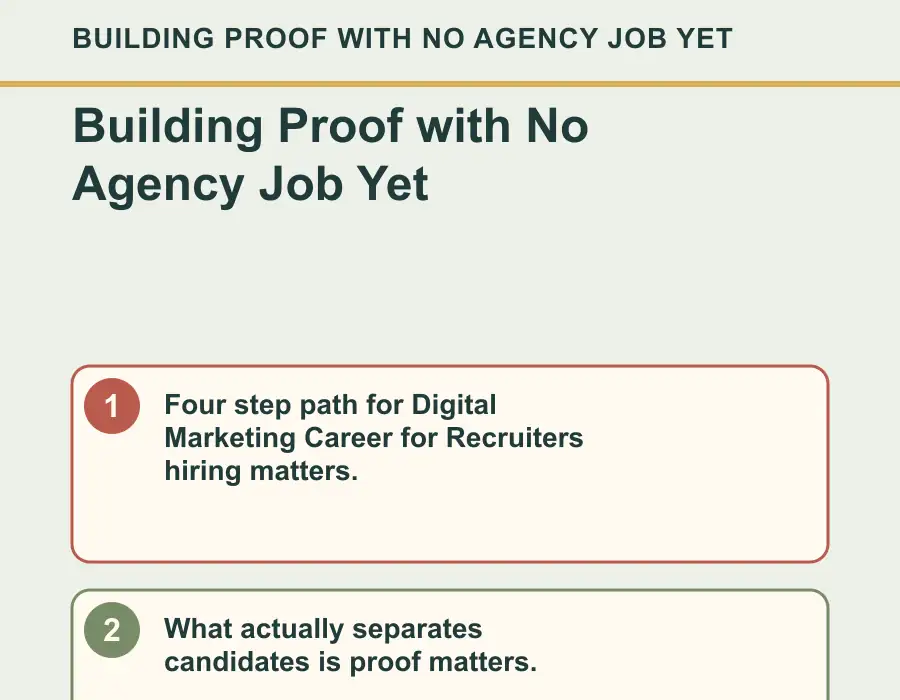 BUILDING PROOF WITH NO AGENCY JOB YET
Building Proof with No
Agency Job Yet
1
Four step path for Digital
Marketing Career for Recruiters
hiring matters.
2
What actually separates
candidates is proof matters.